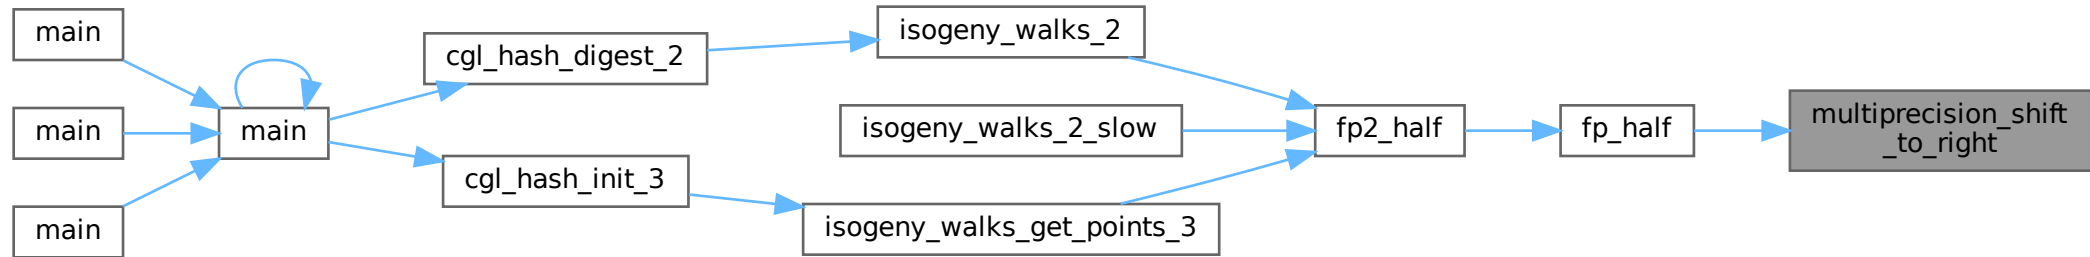 main
main
main
main
cgl_hash_digest_2
cgl_hash_init_3
isogeny_walks_2
isogeny_walks_2_slow
isogeny_walks_get_points_3
fp2_half
fp_half
multiprecision_shift
_to_right